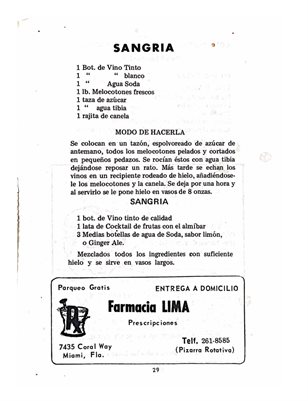 SANGRIA
1 Bot. de Vino Tinto
1 " " blanco
1 " Agua Soda
1 lb. Melocotones frescos
1 taza de azúcar
1 " agua tibia
1 rajita de canela
MODO DE HACERLA
Se colocan en un tazón, espolvoreado de azúcar de
antemano, todos los melocotones pelados y cortados
en pequeños pedazos. Se rocían éstos con agua tibia
dejándose reposar un rato. Más tarde se echan los
vinos en un recipiente rodeado de hielo, añadiéndose-
le los melocotones y la canela. Se deja por una hora y
al servirlo se le pone hielo en vasos de 8 onzas.
SANGRIA
1 bot. de Vino tinto de calidad
1 lata de Cocktail de frutas con el almíbar
3 Medias botellas de agua de Soda, sabor limón,
o Ginger Ale.
Mezclados todos los ingredientes con suficiente
hielo y se sirve en vasos largos.
Parqueo Gratis
ENTREGA A DOMICILIO
Farmacia LIMA
Prescripciones
7435 Coral Way
Miami, Fla.
Telf. 261-8585
(Pizarra Rotativa)
29